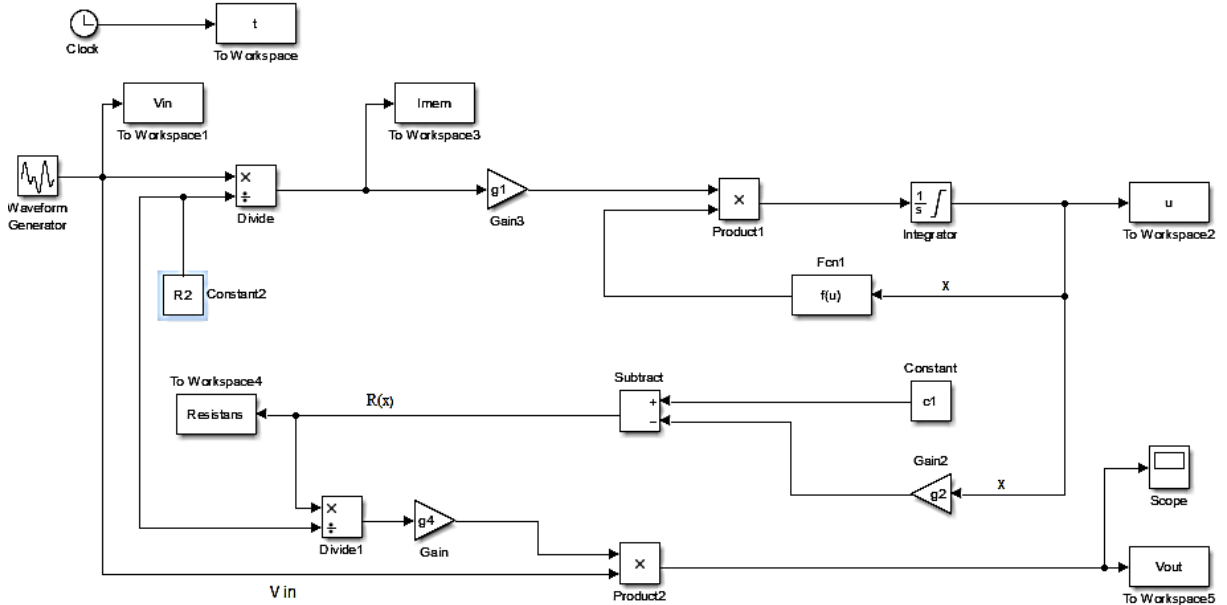 t
Clock
To Workspace
Vin
To Workspace1
Imem
To Workspace3
Waveform
Generator
×
÷
Divide
g1
Gain3
×
Product1
1
s
Integrator
u
To Workspace2
R2
Constant2
Fcn1
f(u)
X
To Workspace4
Resistans
R(x)
Subtract
+
−
Constant
c1
Gain2
g2
X
Scope
×
÷
Divide1
g4
Gain
×
Product2
V in
Vout
To Workspace5